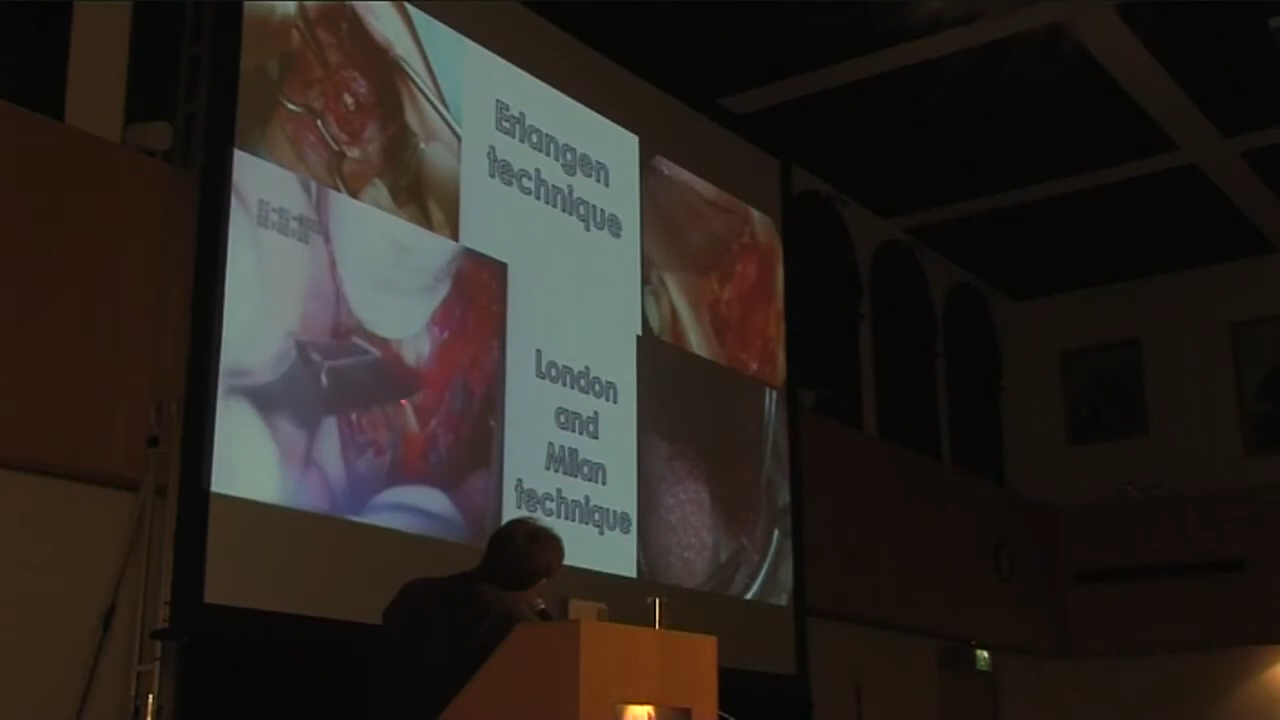 Erlangen
technique
London
and
Milan
technique